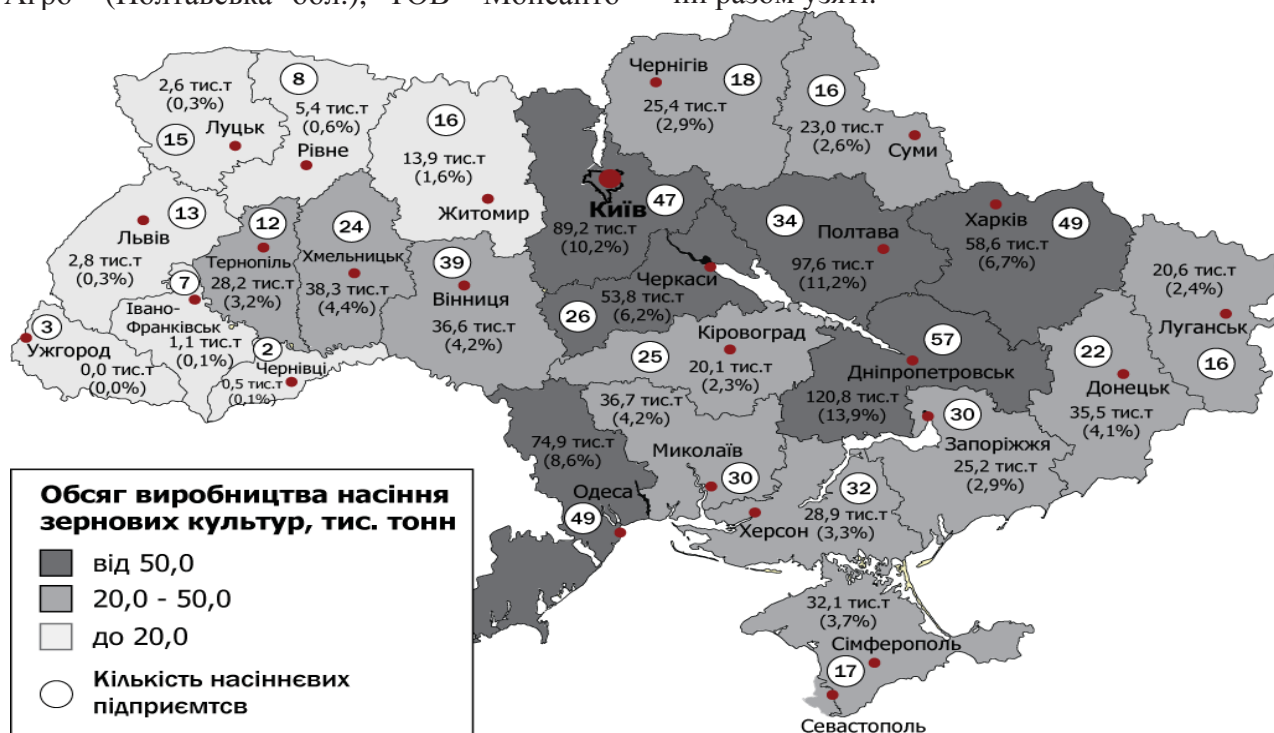 Агро" (Полтавська обл.), ТОВ "Монсанто
разом узяті.
2,6 тис.т
(0,3%)
15
Луцьк
8
5,4 тис.т
(0,6%)
Рівне
16
13,9 тис.т
(1,6%)
Житомир
Чернігів
18
25,4 тис.т
(2,9%)
16
23,0 тис.т
(2,6%)
Суми
13
Львів
2,8 тис.т
(0,3%)
12
Тернопіль
28,2 тис.т
(3,2%)
24
Хмельницьк
38,3 тис.т
(4,4%)
39
Вінниця
36,6 тис.т
(4,2%)
47
Київ
89,2 тис.т
(10,2%)
34
Полтава
97,6 тис.т
(11,2%)
Харків
49
58,6 тис.т
(6,7%)
20,6 тис.т
(2,4%)
Луганськ
16
7
Івано-
Франківськ
1,1 тис.т
(0,1%)
3
Ужгород
0,0 тис.т
(0,0%)
2
Чернівці
0,5 тис.т
(0,1%)
Черкаси
53,8 тис.т
(6,2%)
26
Кіровоград
25
20,1 тис.т
(2,3%)
57
Дніпропетровськ
120,8 тис.т
(13,9%)
22
Донецьк
35,5 тис.т
(4,1%)
36,7 тис.т
(4,2%)
Миколаїв
30
30
Запоріжжя
25,2 тис.т
(2,9%)
74,9 тис.т
(8,6%)
Одеса
49
32
28,9 тис.т
Херсон (3,3%)
32,1 тис.т
(3,7%)
Сімферополь
17
Севастополь
Обсяг виробництва насіння
зернових культур, тис. тонн
від 50,0
20,0 - 50,0
до 20,0
Кількість насіннєвих
підприємтсв